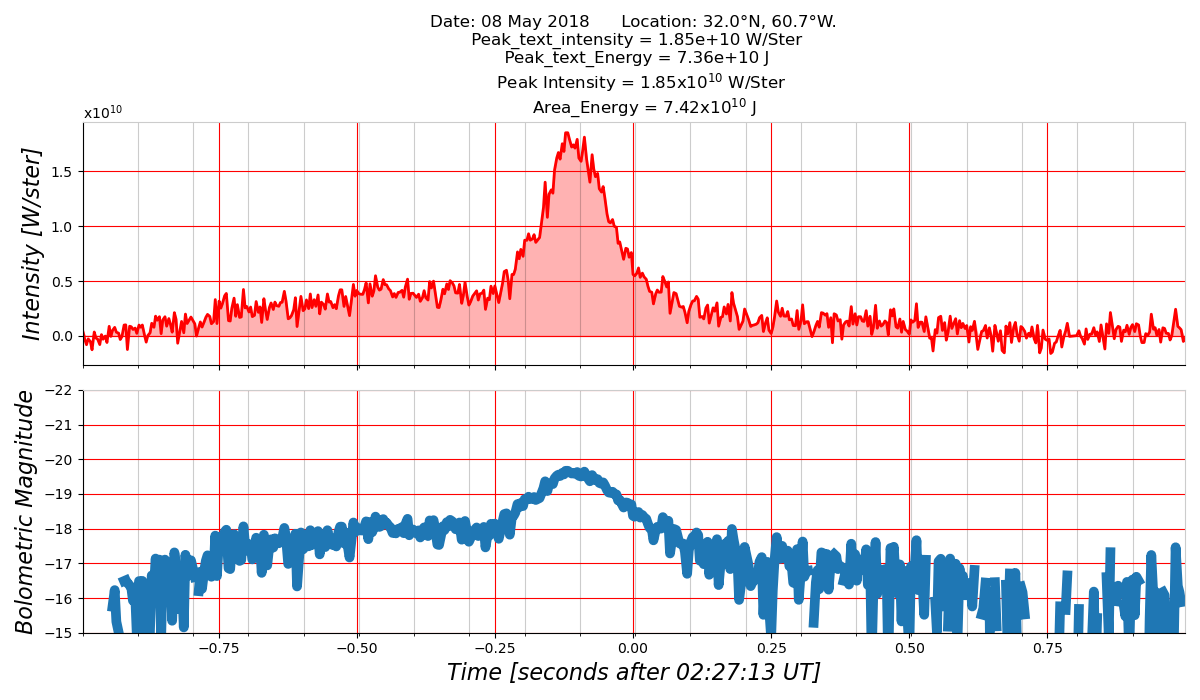 Date: 08 May 2018      Location: 32.0°N, 60.7°W.
Peak_text_intensity = 1.85e+10 W/Ster
Peak_text_Energy = 7.36e+10 J
Peak Intensity = 1.85x10¹⁰ W/Ster
Area_Energy = 7.42x10¹⁰ J
x10¹⁰
Intensity [W/ster]
1.5
1.0
0.5
0.0
Bolometric Magnitude
−22
−21
−20
−19
−18
−17
−16
−15
−0.75 −0.50 −0.25 0.00 0.25 0.50 0.75
Time [seconds after 02:27:13 UT]